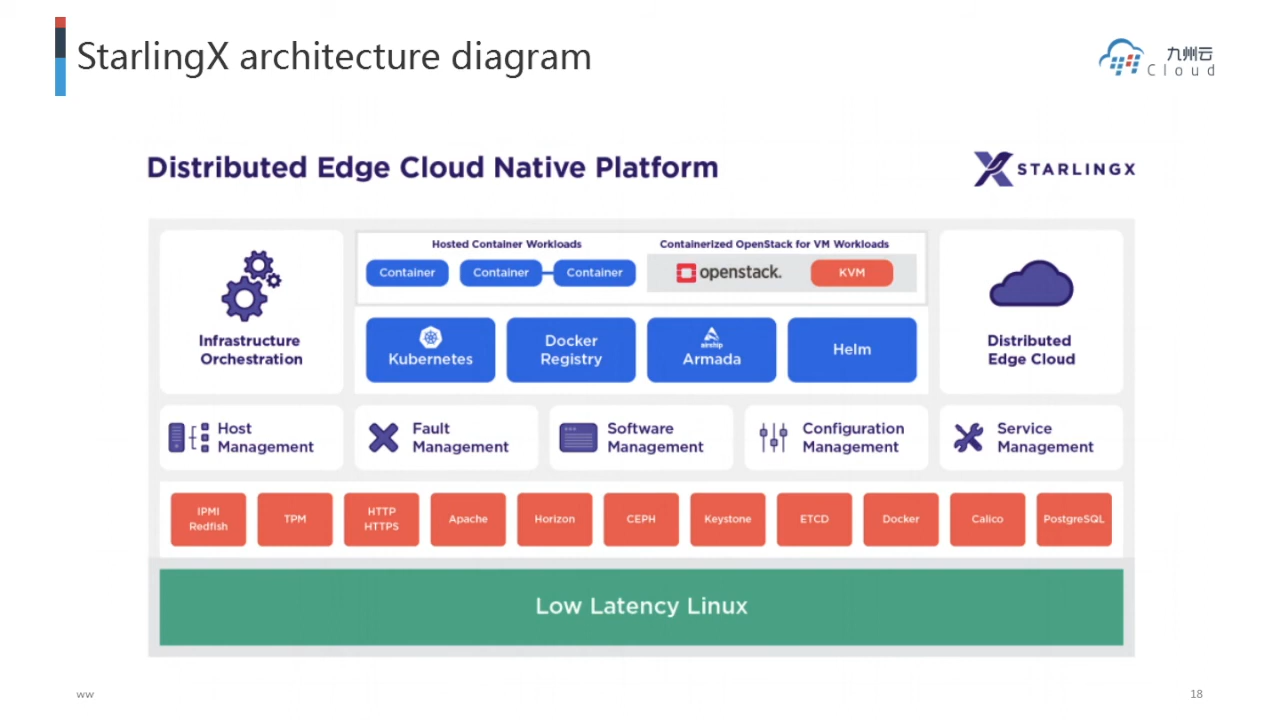 StarlingX architecture diagram
九州云
Cloud
Distributed Edge Cloud Native Platform
STARLINGX
Infrastructure
Orchestration
Hosted Container Workloads
Container
Container
Container
Containerized OpenStack for VM Workloads
openstack.
KVM
Kubernetes
Docker
Registry
airship
Armada
Helm
Distributed
Edge Cloud
Host
Management
Fault
Management
Software
Management
Configuration
Management
Service
Management
IPMI
Redfish
TPM
HTTP
HTTPS
Apache
Horizon
CEPH
Keystone
ETCD
Docker
Calico
PostgreSQL
Low Latency Linux
ww
18